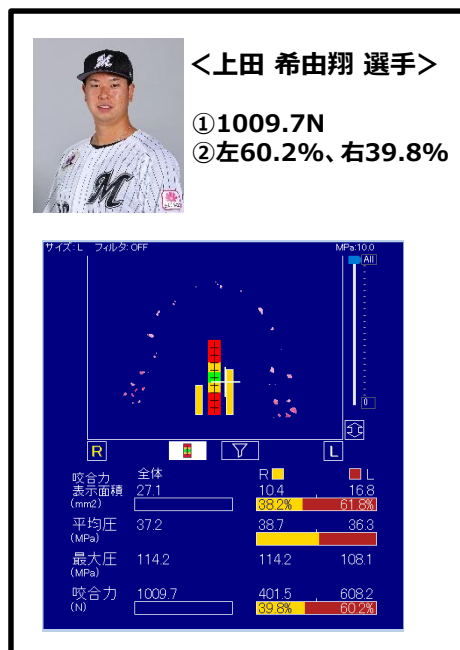 ＜上田 希由翔 選手＞
①1009.7N
②左60.2%、右39.8%
M
M
サイズ：L フィルタ：OFF MPa:10.0
All
0
R L
咬合力 全体 R L
表示面積 27.1 10.4 16.8
(mm2) 38.2% 61.8%
平均圧 37.2 38.7 36.3
(MPa)
最大圧 114.2 114.2 108.1
(MPa)
咬合力 1009.7 401.5 608.2
(N) 39.8% 60.2%